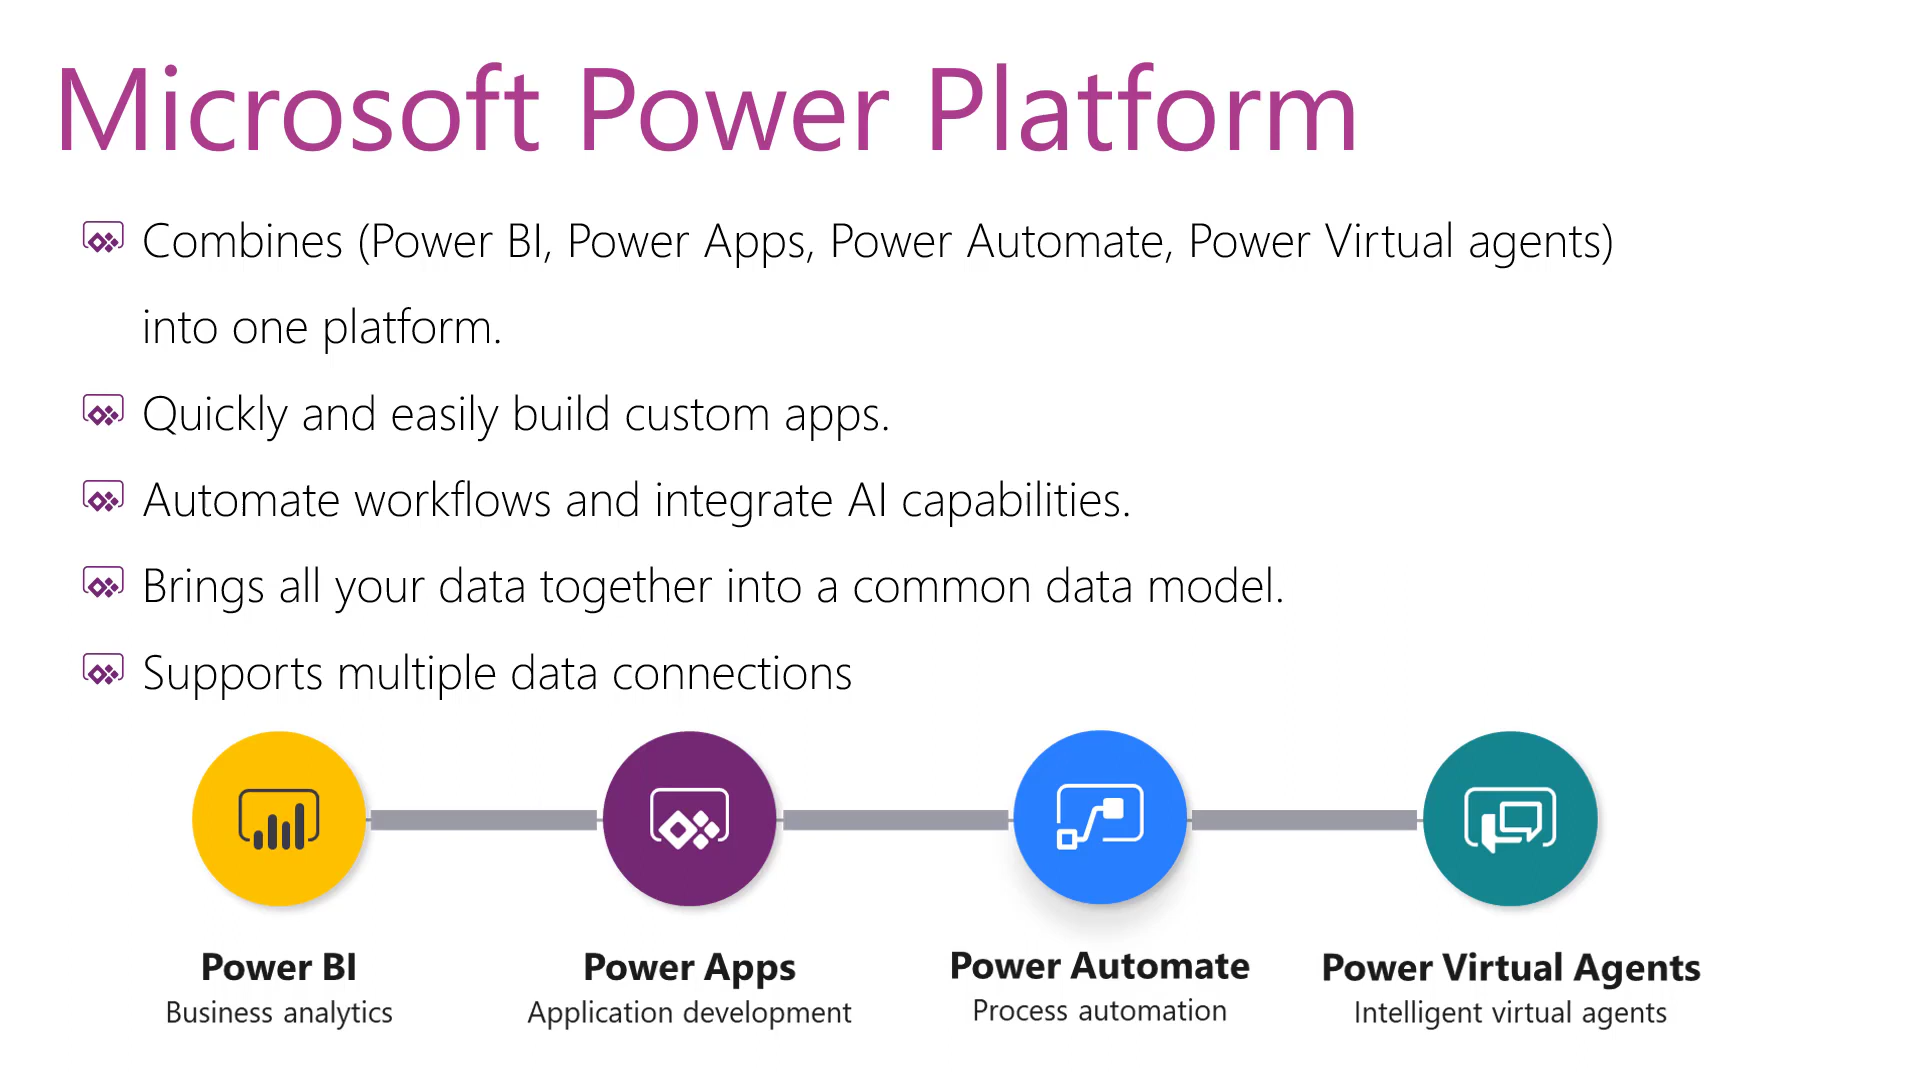 Microsoft Power Platform
Combines (Power BI, Power Apps, Power Automate, Power Virtual agents)
into one platform.
Quickly and easily build custom apps.
Automate workflows and integrate AI capabilities.
Brings all your data together into a common data model.
Supports multiple data connections
Power BI
Business analytics
Power Apps
Application development
Power Automate
Process automation
Power Virtual Agents
Intelligent virtual agents